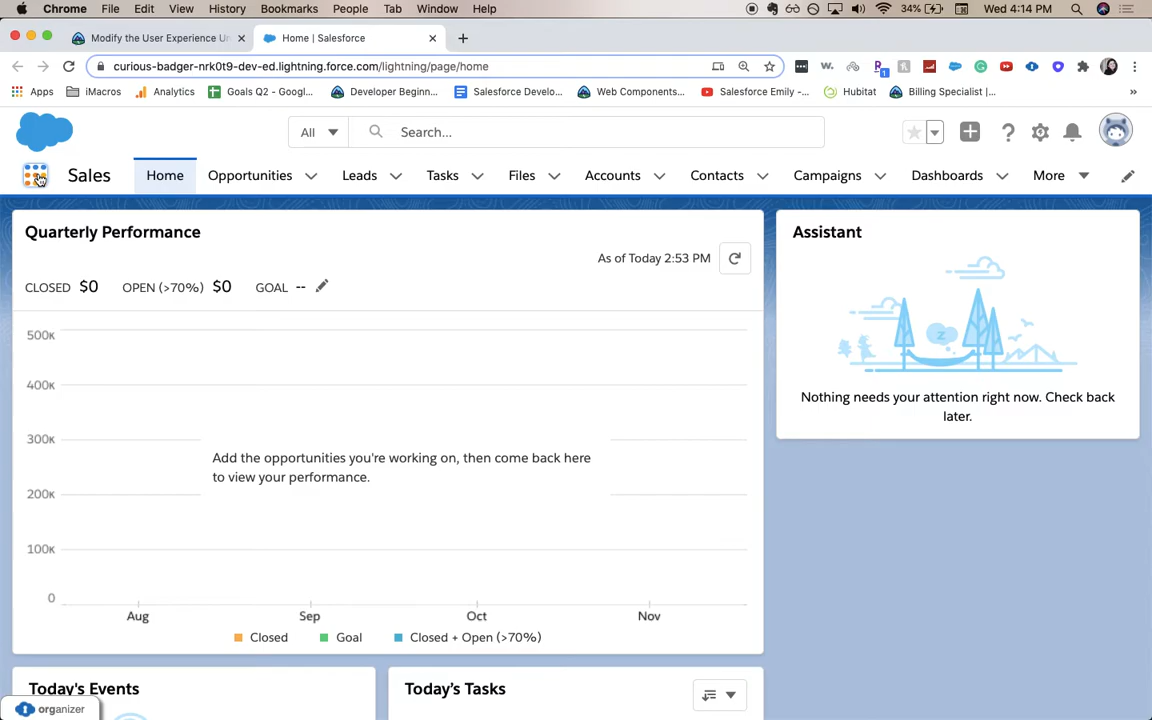 Chrome File Edit View History Bookmarks People Tab Window Help 34% Wed 4:14 PM
Modify the User Experience Ur Home | Salesforce
curious-badger-nrk0t9-dev-ed.lightning.force.com/lightning/page/home
Apps iMacros Analytics Goals Q2 - Googl... Developer Beginn... Salesforce Develo... Web Components... Salesforce Emily -... Hubitat Billing Specialist |... »
All Search...
Sales Home Opportunities Leads Tasks Files Accounts Contacts Campaigns Dashboards More
Quarterly Performance
As of Today 2:53 PM
CLOSED $0 OPEN (>70%) $0 GOAL --
500K
400K
300K
200K
100K
0
Add the opportunities you're working on, then come back here
to view your performance.
Aug Sep Oct Nov
Closed Goal Closed + Open (>70%)
Assistant
z
Nothing needs your attention right now. Check back
later.
Today's Events
Today's Tasks
organizer